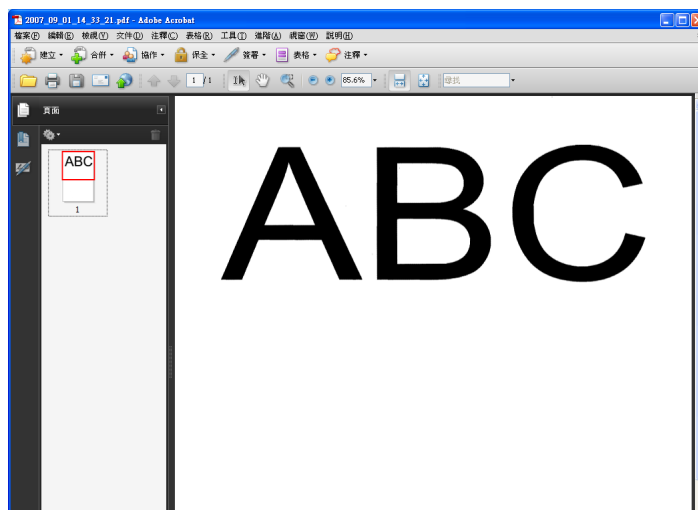 2007_09_01_14_33_21.pdf - Adobe Acrobat
檔案(F) 編輯(E) 檢視(V) 文件(D) 注釋(C) 表格(R) 工具(T) 進階(A) 視窗(W) 說明(H)
建立 合併 協作 保全 簽署 表格 注釋
1 / 1 85.6% 尋找
頁面
ABC
1
ABC